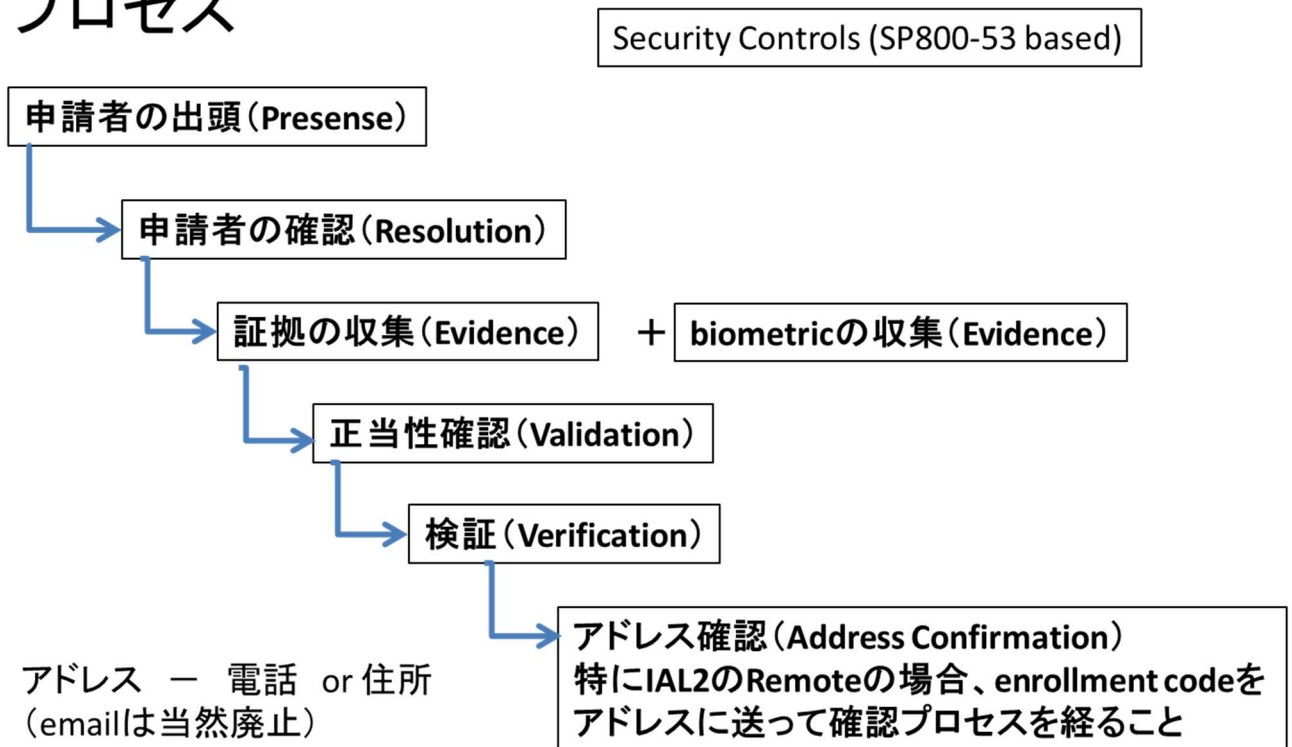 プロセス
Security Controls (SP800-53 based)
申請者の出頭（Presense）
申請者の確認（Resolution）
証拠の収集（Evidence） ＋ biometricの収集（Evidence）
正当性確認（Validation）
検証（Verification）
アドレス確認（Address Confirmation）
特にIAL2のRemoteの場合、enrollment codeを
アドレスに送って確認プロセスを経ること
アドレス － 電話 or 住所
（emailは当然廃止）